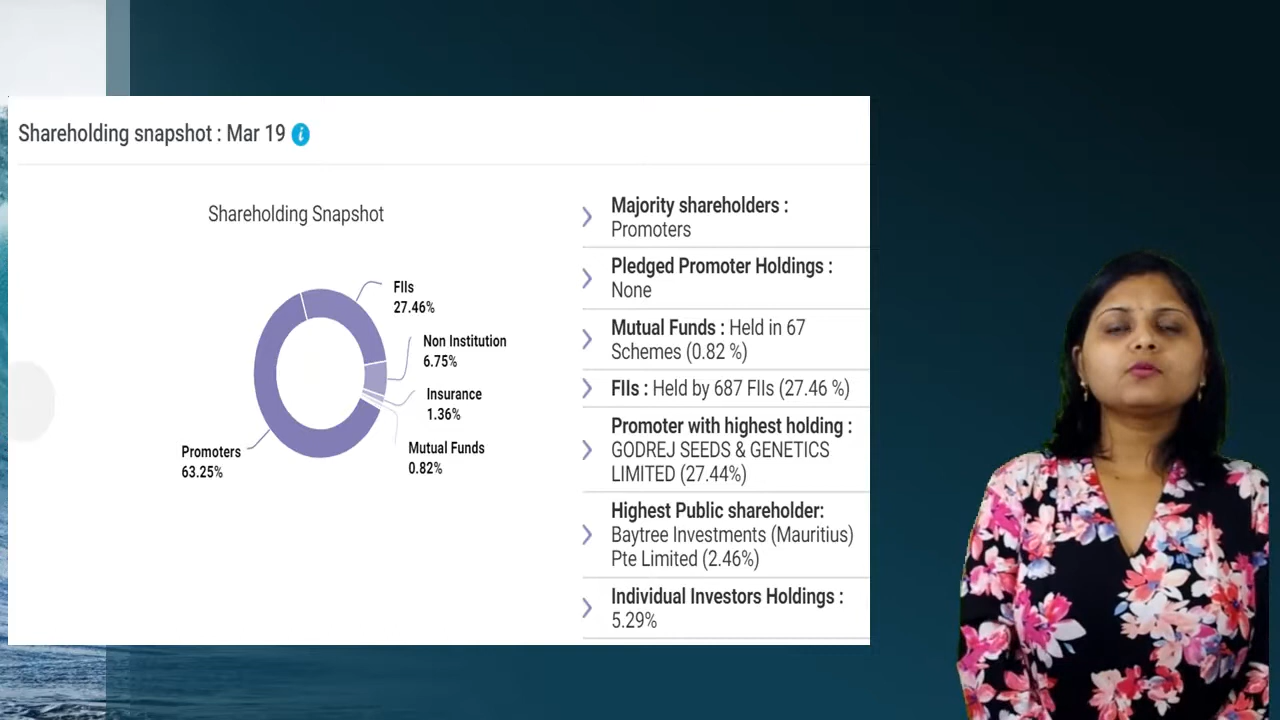 Shareholding snapshot : Mar 19 i
Shareholding Snapshot
FIIs
27.46%
Non Institution
6.75%
Insurance
1.36%
Mutual Funds
0.82%
Promoters
63.25%
Majority shareholders :
Promoters
Pledged Promoter Holdings :
None
Mutual Funds : Held in 67
Schemes (0.82 %)
FIIs : Held by 687 FIIs (27.46 %)
Promoter with highest holding :
GODREJ SEEDS & GENETICS
LIMITED (27.44%)
Highest Public shareholder:
Baytree Investments (Mauritius)
Pte Limited (2.46%)
Individual Investors Holdings :
5.29%